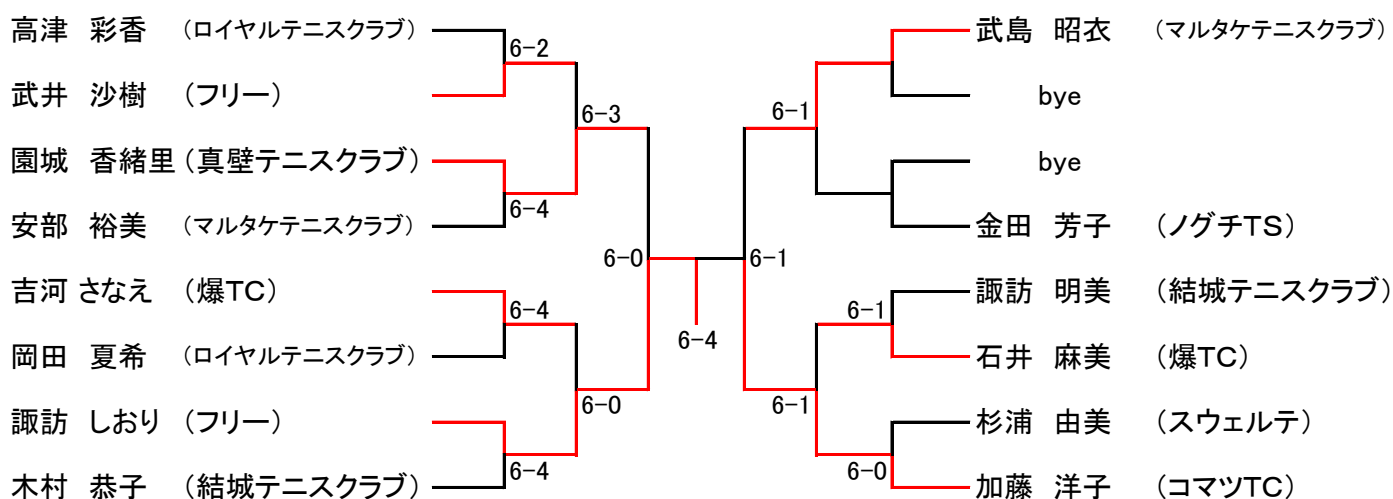 高津　彩香　（ロイヤルテニスクラブ）
6-2
武井　沙樹　（フリー）
6-3
園城　香緒里（真壁テニスクラブ）
6-4
安部　裕美　（マルタケテニスクラブ）
6-0
吉河 さなえ　（爆TC）
6-4
岡田　夏希　（ロイヤルテニスクラブ）
6-0
諏訪　しおり　（フリー）
6-4
木村　恭子　（結城テニスクラブ）
6-4
武島　昭衣　（マルタケテニスクラブ）
bye
6-1
bye
金田　芳子　（ノグチTS）
6-1
諏訪　明美　（結城テニスクラブ）
6-1
石井　麻美　（爆TC）
6-1
杉浦　由美　（スウェルテ）
6-0
加藤　洋子　（コマツTC）